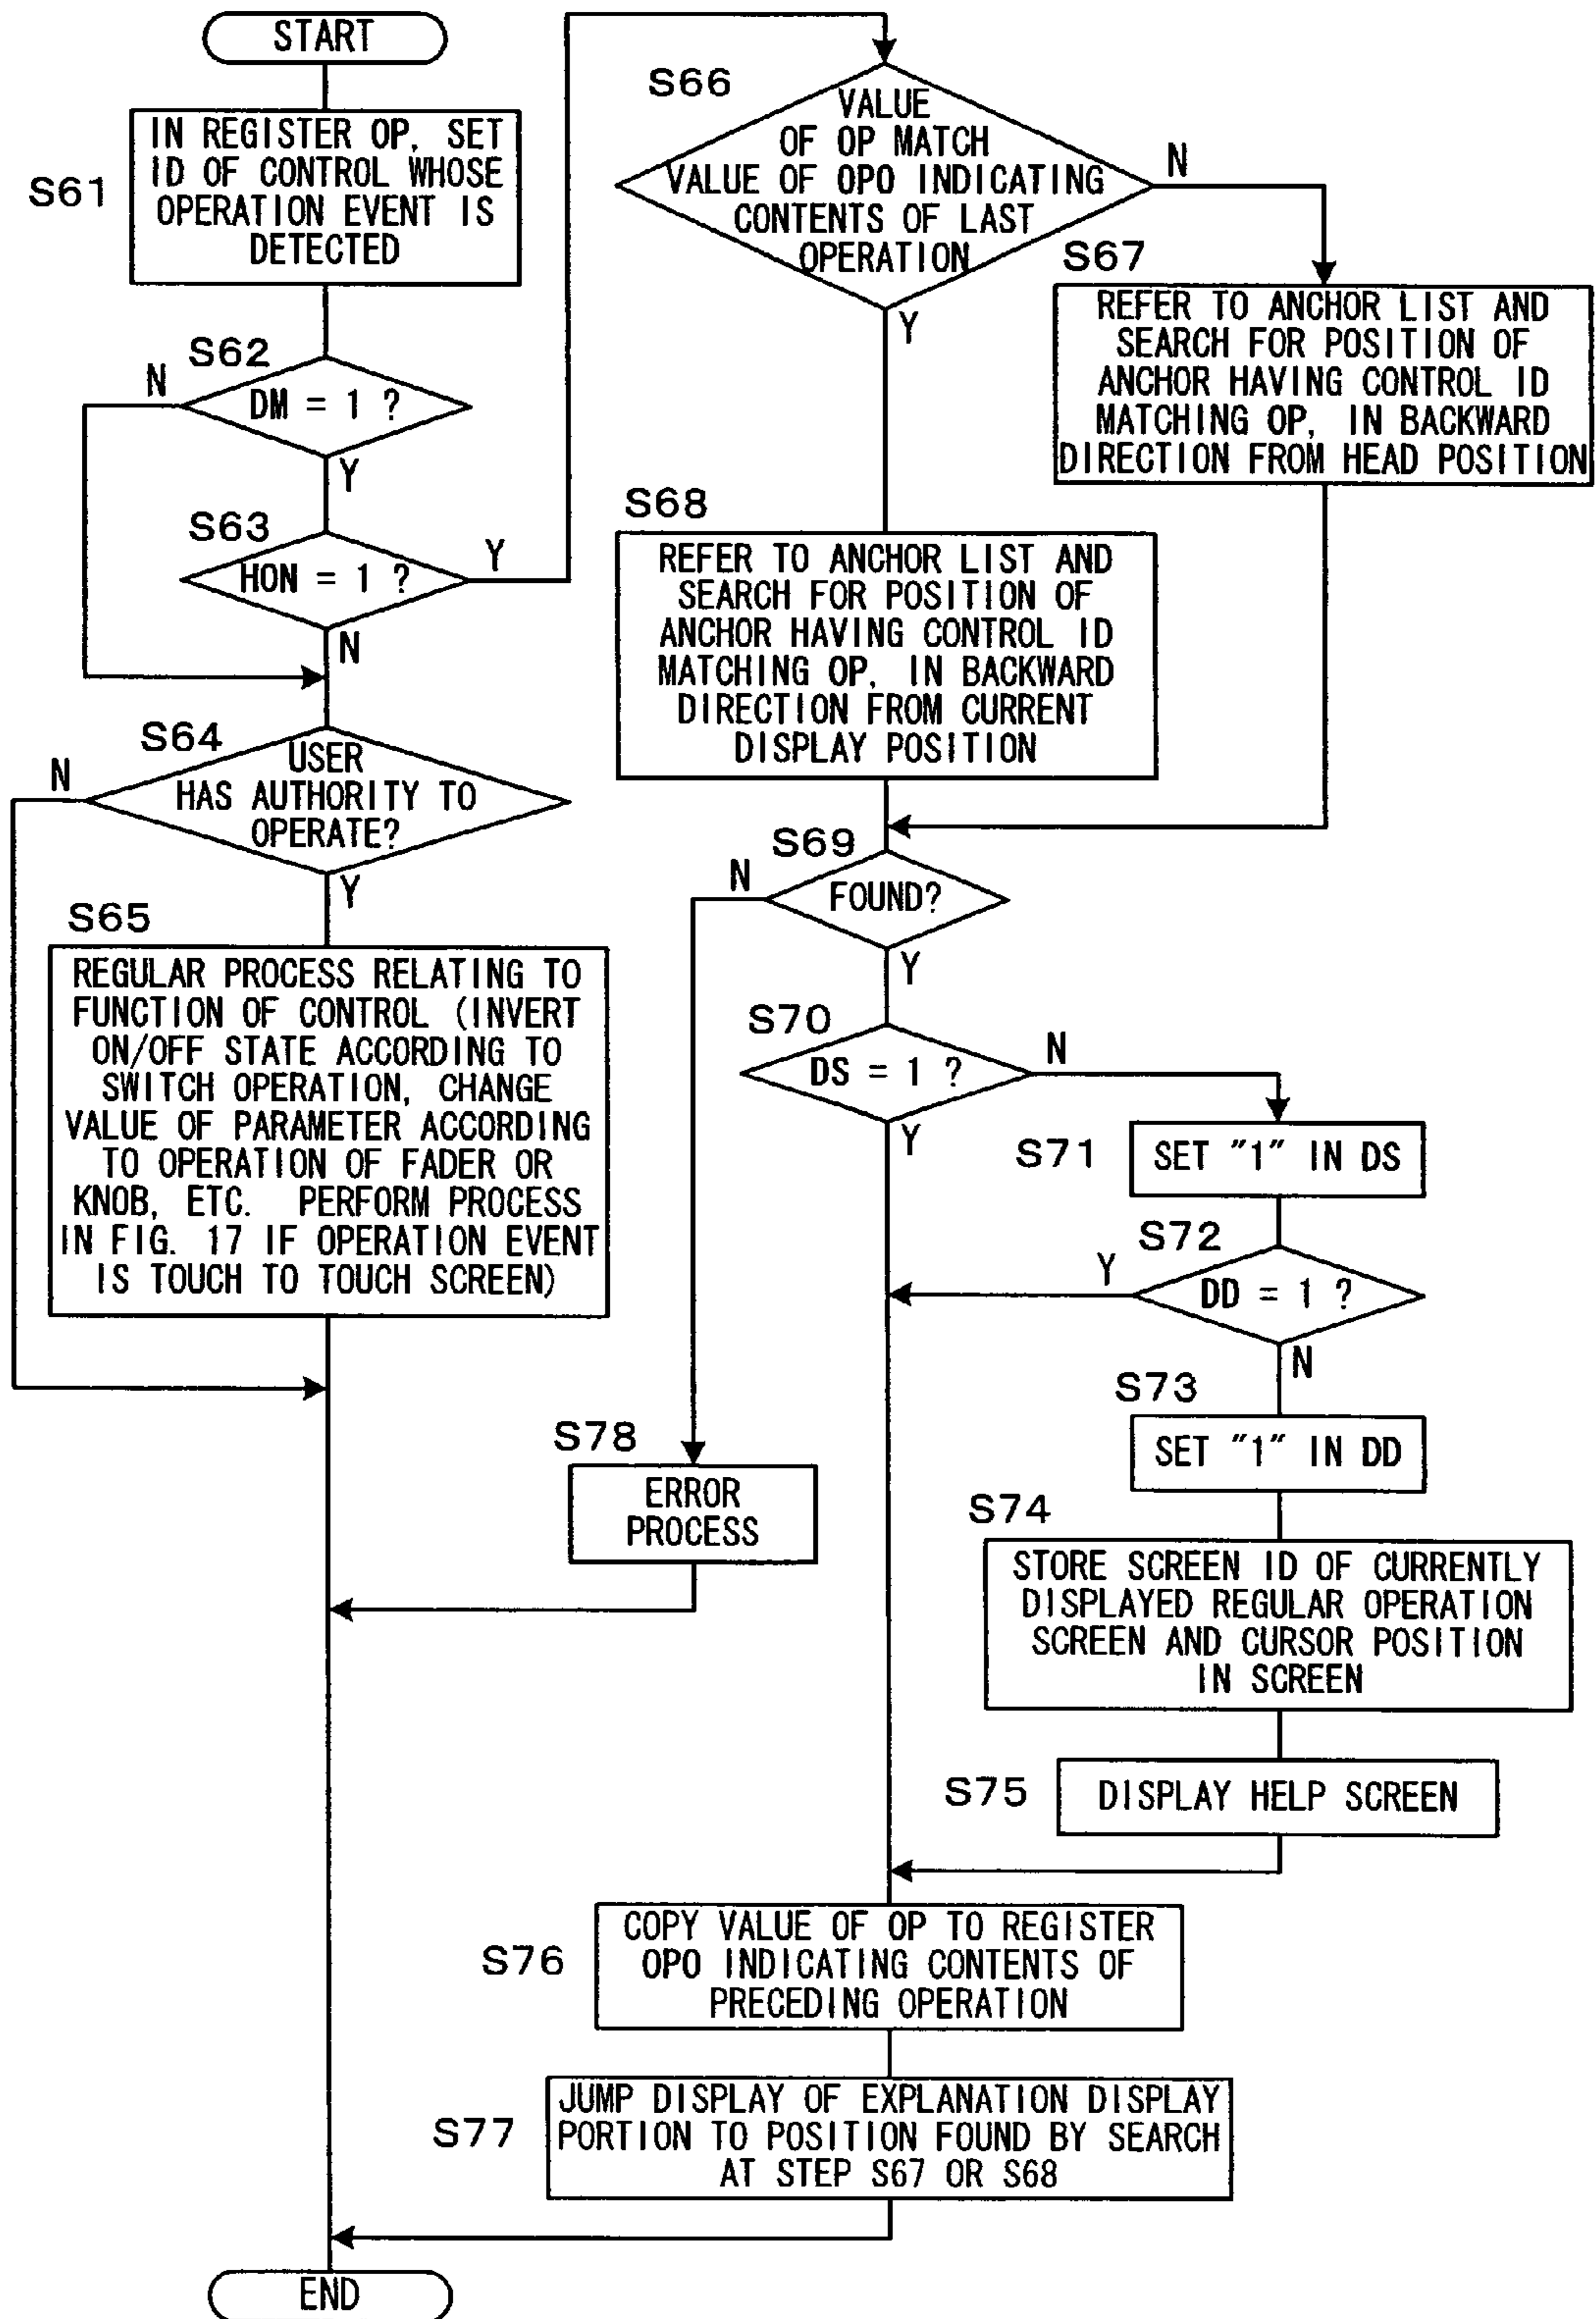 START
S61
IN REGISTER OP, SET
ID OF CONTROL WHOSE
OPERATION EVENT IS
DETECTED
S62
N
DM = 1 ?
Y
S63
HON = 1 ?
Y
N
S64
N
USER
HAS AUTHORITY TO
OPERATE?
Y
S65
REGULAR PROCESS RELATING TO
FUNCTION OF CONTROL (INVERT
ON/OFF STATE ACCORDING TO
SWITCH OPERATION, CHANGE
VALUE OF PARAMETER ACCORDING
TO OPERATION OF FADER OR
KNOB, ETC. PERFORM PROCESS
IN FIG. 17 IF OPERATION EVENT
IS TOUCH TO TOUCH SCREEN)
S66
VALUE
OF OP MATCH
VALUE OF OPO INDICATING
CONTENTS OF LAST
OPERATION
N
Y
S67
REFER TO ANCHOR LIST AND
SEARCH FOR POSITION OF
ANCHOR HAVING CONTROL ID
MATCHING OP, IN BACKWARD
DIRECTION FROM HEAD POSITION
S68
REFER TO ANCHOR LIST AND
SEARCH FOR POSITION OF
ANCHOR HAVING CONTROL ID
MATCHING OP, IN BACKWARD
DIRECTION FROM CURRENT
DISPLAY POSITION
S69
N
FOUND?
Y
S70
DS = 1 ?
N
Y
S71
SET "1" IN DS
S72
Y
DD = 1 ?
N
S73
SET "1" IN DD
S74
STORE SCREEN ID OF CURRENTLY
DISPLAYED REGULAR OPERATION
SCREEN AND CURSOR POSITION
IN SCREEN
S75
DISPLAY HELP SCREEN
S78
ERROR
PROCESS
S76
COPY VALUE OF OP TO REGISTER
OPO INDICATING CONTENTS OF
PRECEDING OPERATION
S77
JUMP DISPLAY OF EXPLANATION DISPLAY
PORTION TO POSITION FOUND BY SEARCH
AT STEP S67 OR S68
END